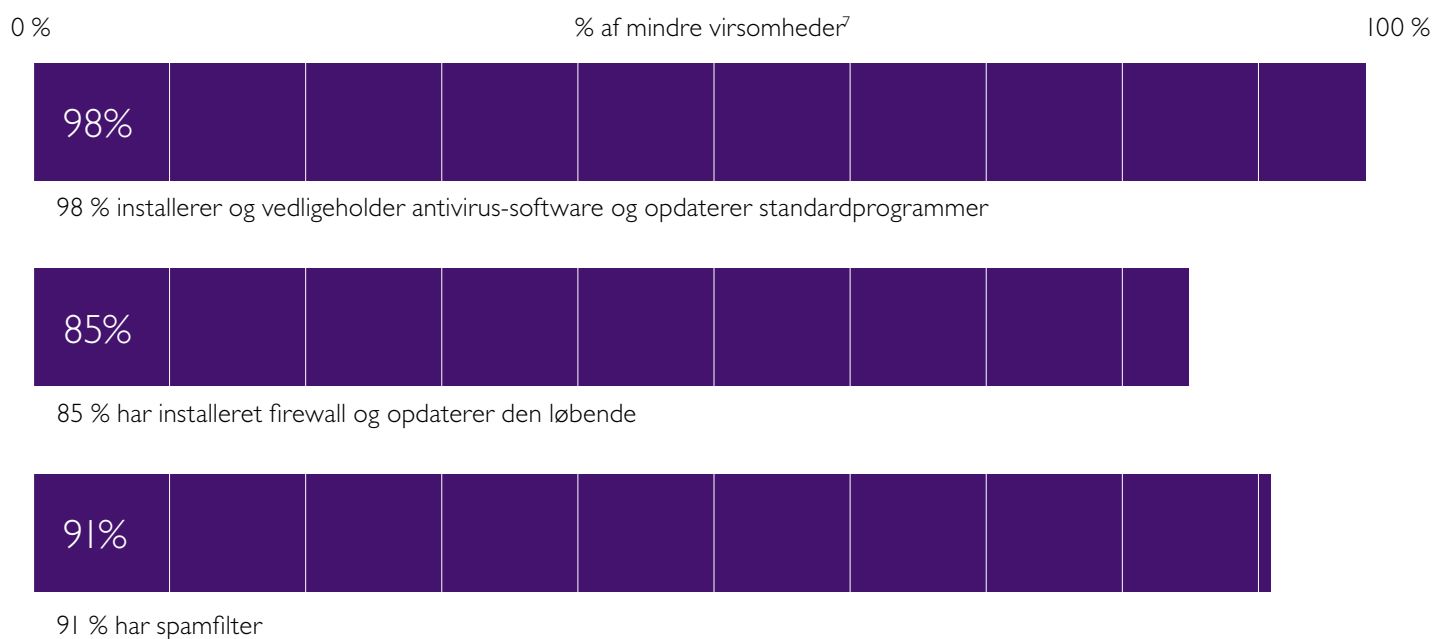 0 % % af mindre virsomheder⁷ 100 %
98%
98 % installerer og vedligeholder antivirus-software og opdaterer standardprogrammer
85%
85 % har installeret firewall og opdaterer den løbende
91%
91 % har spamfilter